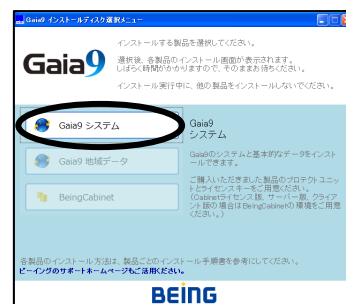 Gaia9 インストールディスク選択メニュー
Gaia9
インストールする製品を選択してください。
選択後、各製品のインストール画面が表示されます。
しばらく時間がかかりますので、そのままお待ちください。
インストール実行中に、他の製品をインストールしないでください。
Gaia9 システム
Gaia9 地域データ
BeingCabinet
Gaia9
システム
Gaia9のシステムと基本的なデータをインスト
ールできます。
ご購入いただきました製品のプロテクトユニッ
トとライセンスキーをご用意ください。
(Cabinetライセンス版、サーバー版、クライア
ント版の場合はBeingCabinetの環境をご用意
ください。)
各製品のインストール方法は、製品ごとのインストール手順書を参考にしてください。
ビーイングのサポートホームページもご活用ください。
BEING